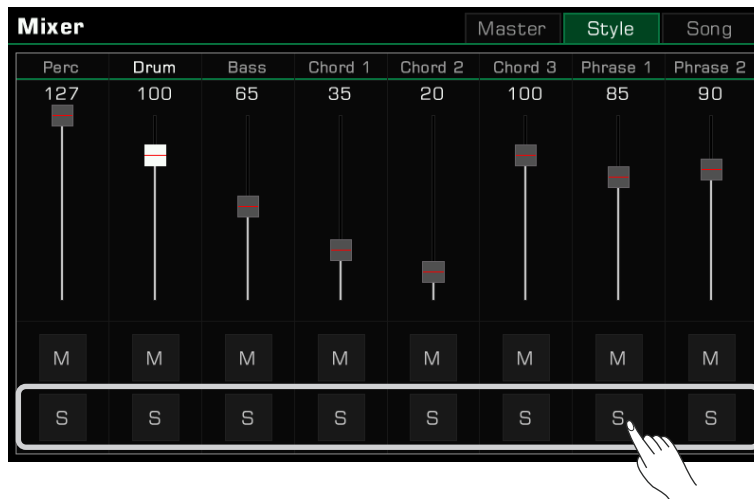 Mixer Master Style Song
Perc Drum Bass Chord 1 Chord 2 Chord 3 Phrase 1 Phrase 2
127 100 65 35 20 100 85 90
M M M M M M M M
S S S S S S S S